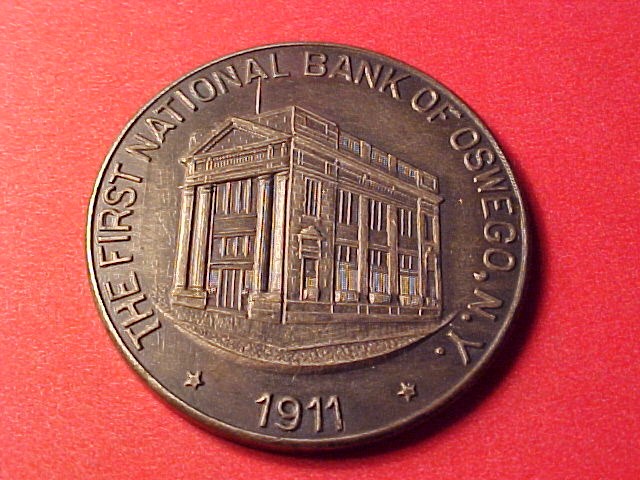 THE FIRST NATIONAL BANK OF OSWEGO, N.Y.
1911